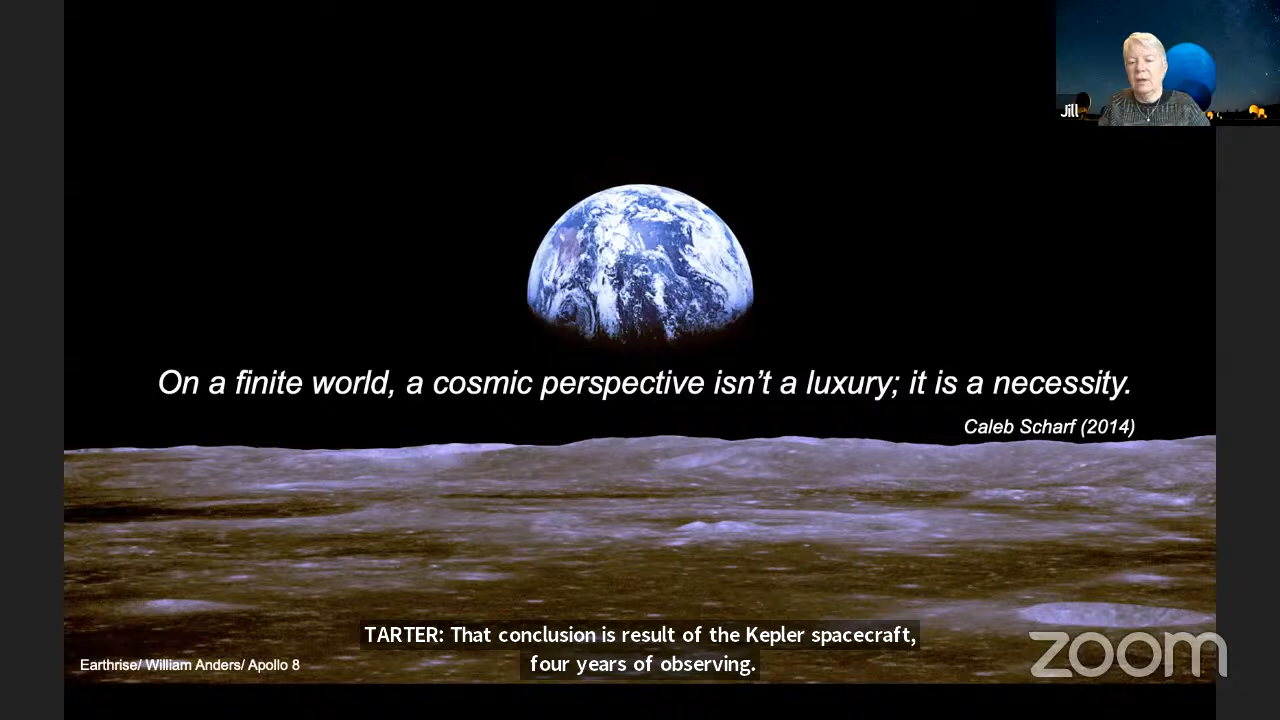 Jill
On a finite world, a cosmic perspective isn't a luxury; it is a necessity.
Caleb Scharf (2014)
TARTER: That conclusion is result of the Kepler spacecraft,
four years of observing.
Earthrise/ William Anders/ Apollo 8
zoom